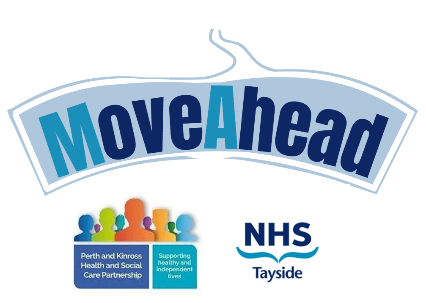 MoveAhead
Perth and Kinross
Health and Social
Care Partnership
Supporting
healthy and
independent
lives
NHS
Tayside